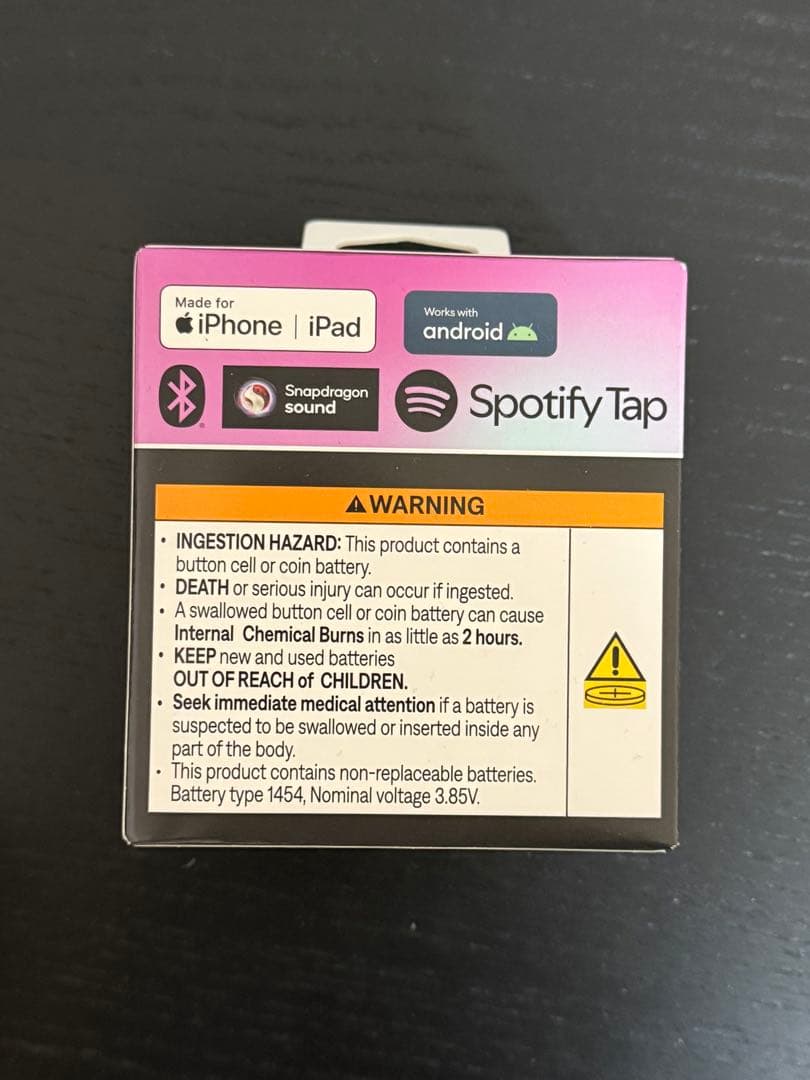 Made for
iPhone | iPad
Works with
android
Snapdragon
sound
Spotify Tap
WARNING
• INGESTION HAZARD: This product contains a
button cell or coin battery.
• DEATH or serious injury can occur if ingested.
• A swallowed button cell or coin battery can cause
Internal Chemical Burns in as little as 2 hours.
• KEEP new and used batteries
OUT OF REACH of CHILDREN.
• Seek immediate medical attention if a battery is
suspected to be swallowed or inserted inside any
part of the body.
• This product contains non-replaceable batteries.
Battery type 1454, Nominal voltage 3.85V.